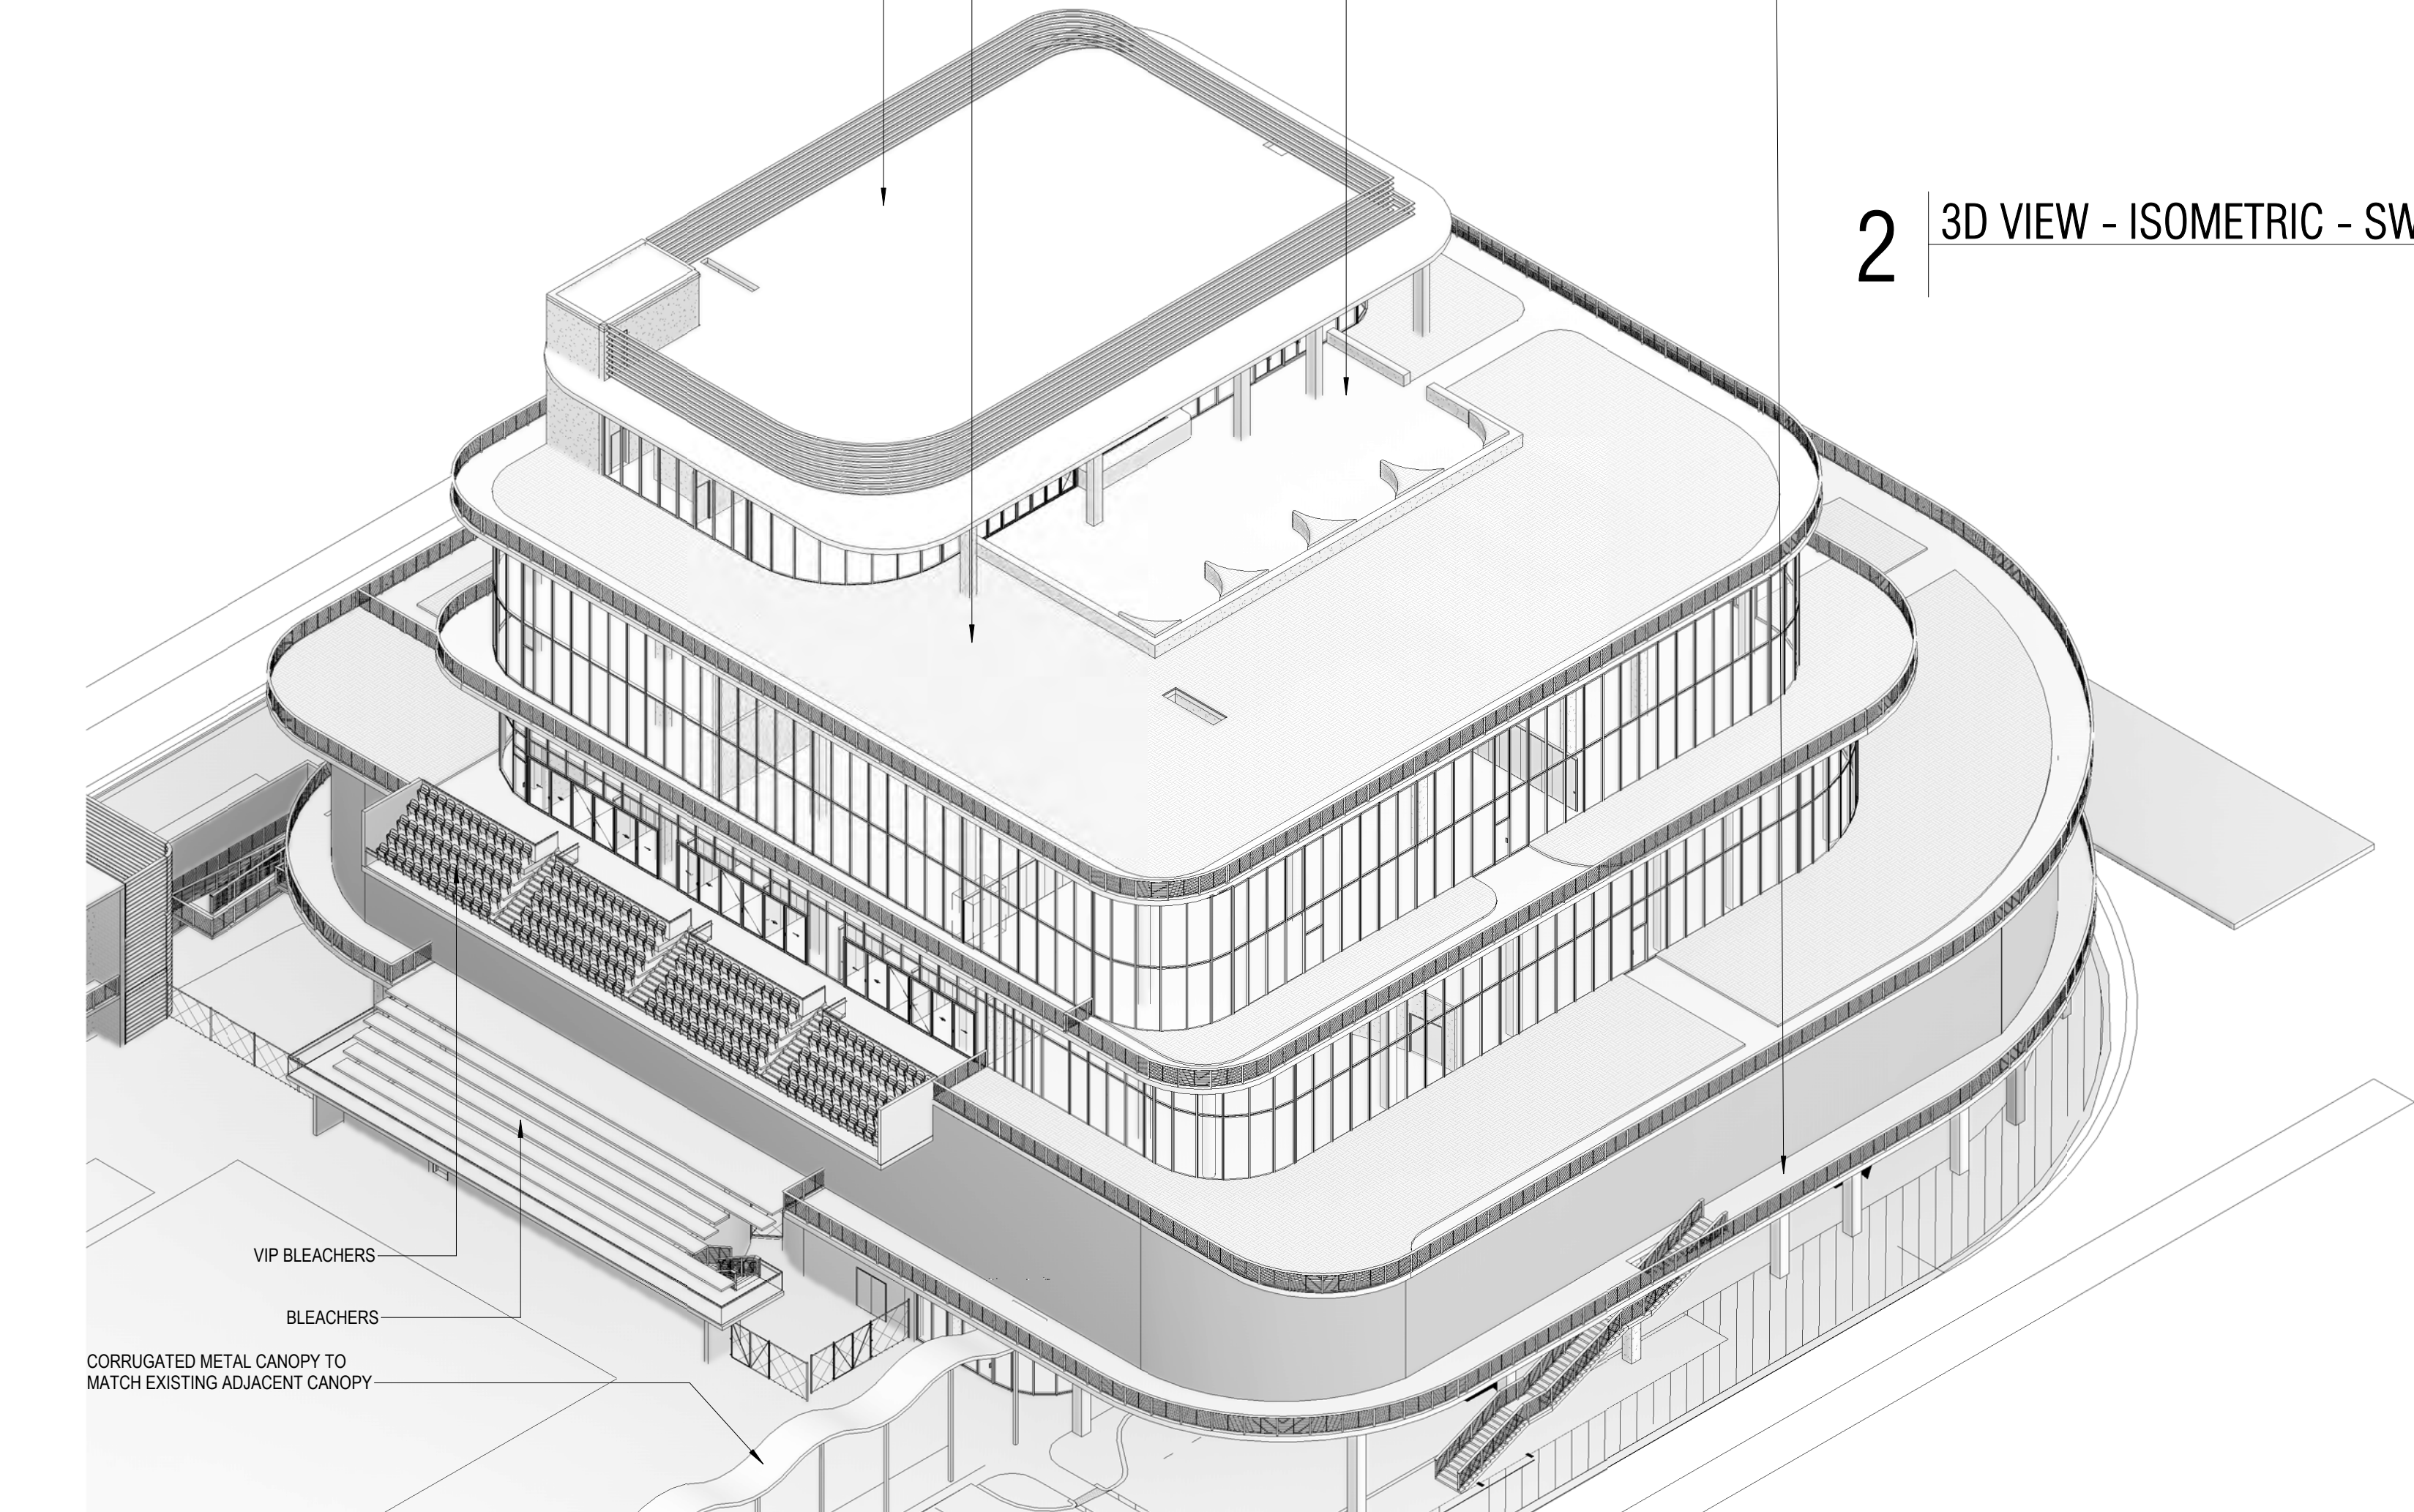 2
3D VIEW - ISOMETRIC - SW
VIP BLEACHERS
BLEACHERS
CORRUGATED METAL CANOPY TO
MATCH EXISTING ADJACENT CANOPY